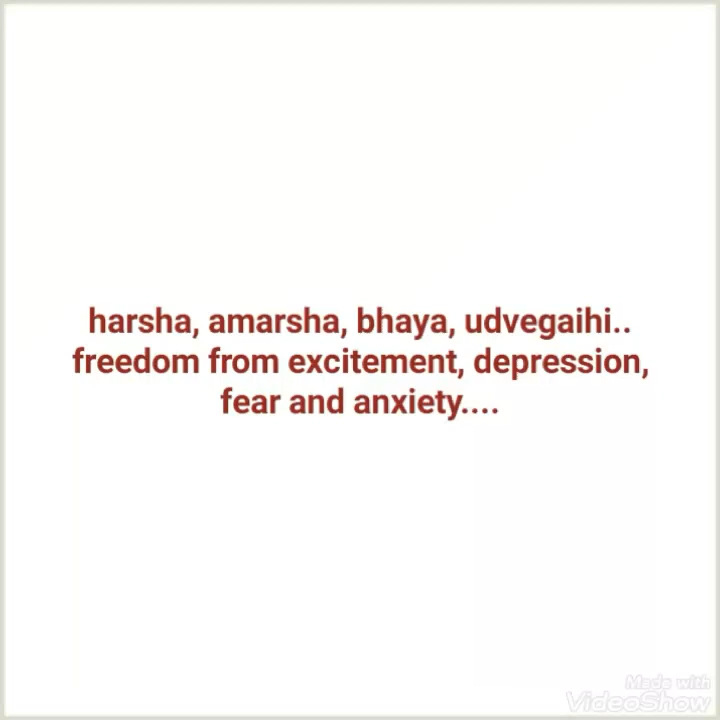 harsha, amarsha, bhaya, udvegaihi..
freedom from excitement, depression,
fear and anxiety....
Made with
VideoShow